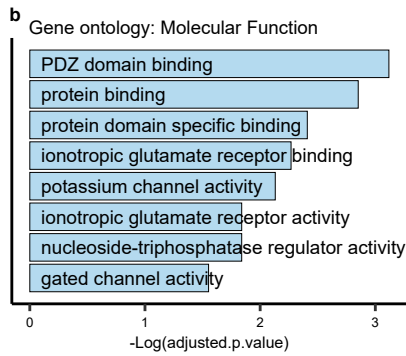 b
Gene ontology: Molecular Function
PDZ domain binding
protein binding
protein domain specific binding
ionotropic glutamate receptor binding
potassium channel activity
ionotropic glutamate receptor activity
nucleoside-triphosphatase regulator activity
gated channel activity
0 1 2 3
-Log(adjusted.p.value)